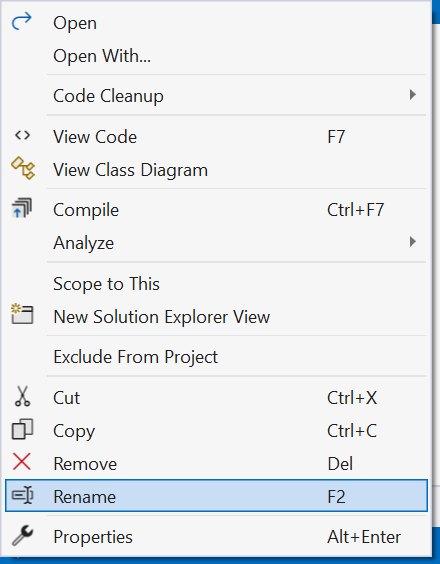 Open
Open With...
Code Cleanup
View Code F7
View Class Diagram
Compile Ctrl+F7
Analyze
Scope to This
New Solution Explorer View
Exclude From Project
Cut Ctrl+X
Copy Ctrl+C
Remove Del
Rename F2
Properties Alt+Enter